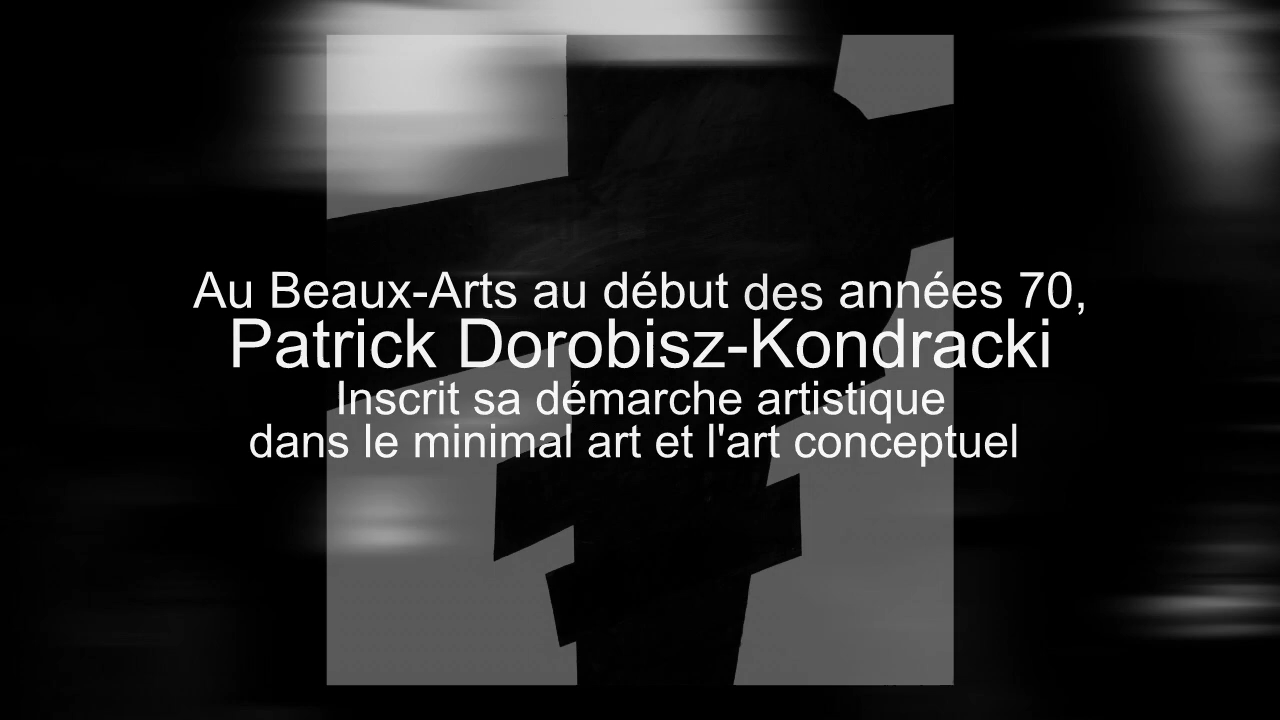 Au Beaux-Arts au début des années 70,
Patrick Dorobisz-Kondracki
Inscrit sa démarche artistique
dans le minimal art et l'art conceptuel